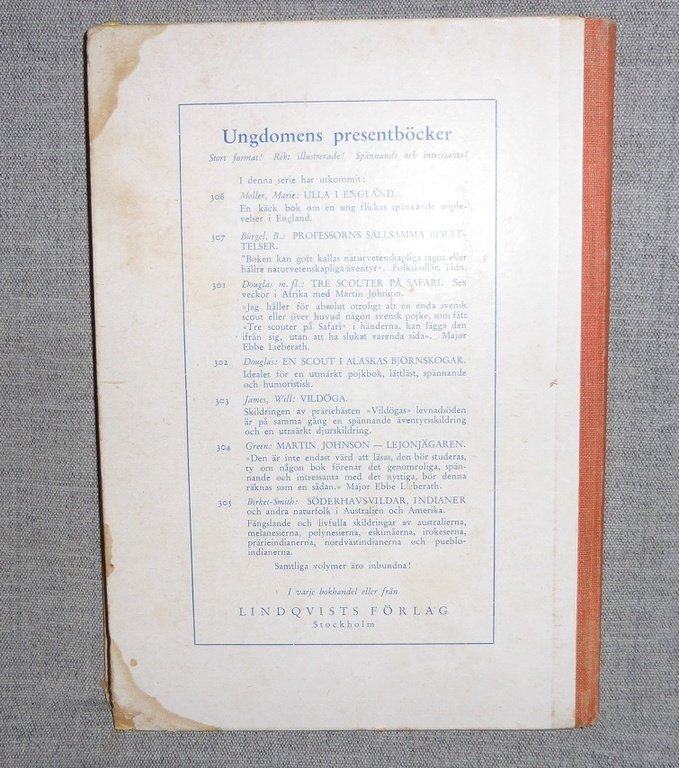 Ungdomens presentböcker
Stort format! Rikt illustrerade! Spännande och intressanta!
I denna serie har utkommit:
306 Moller, Marie: ULLA I ENGLAND.
En käck bok om en ung flickas spännande upple-
velser i England.
307 Bürgel, B.: PROFESSORNS SÄLLSAMMA BERÄT-
TELSER.
"Boken kan gott kallas naturvetenskapliga sagor eller
hällre naturvetenskapliga äventyr». Folkskollär. Tidn.
301 Douglas m. fl.: TRE SCOUTER PÅ SAFARI. Sex
veckor i Afrika med Martin Johnson.
»Jag håller för absolut otroligt att en enda svensk
scout eller över huvud någon svensk pojke, som fått
»Tre scouter på Safari» i händerna, kan lägga den
ifrån sig, utan att ha slukat varenda sida». Major
Ebbe Lieberath.
302 Douglas: EN SCOUT I ALASKAS BJÖRNSKOGAR.
Idealet för en utmärkt pojkbok, lättläst, spännande
och humoristisk.
303 James, Will: VILDÖGA.
Skildringen av präriehästen »Vildögas» levnadsöden
är på samma gång en spännande äventyrsskildring
och en utmärkt djurskildring.
304 Green: MARTIN JOHNSON — LEJONJÄGAREN.
»Den är inte endast värd att läsas, den bör studeras,
ty om någon bok förenar det genomroliga, spän-
nande och intressanta med det nyttiga, bör denna
räknas som en sådan.» Major Ebbe Lieberath.
305 Birket-Smith: SÖDERHAVSVILDAR, INDIANER
och andra naturfolk i Australien och Amerika.
Fängslande och livfulla skildringar av australierna,
melanesierna, polynesierna, eskimåerna, irokeserna,
prärieindianerna, nordvästindianerna och pueblo-
indianerna.
Samtliga volymer äro inbundna!
I varje bokhandel eller från
LINDQVISTS FÖRLAG
Stockholm